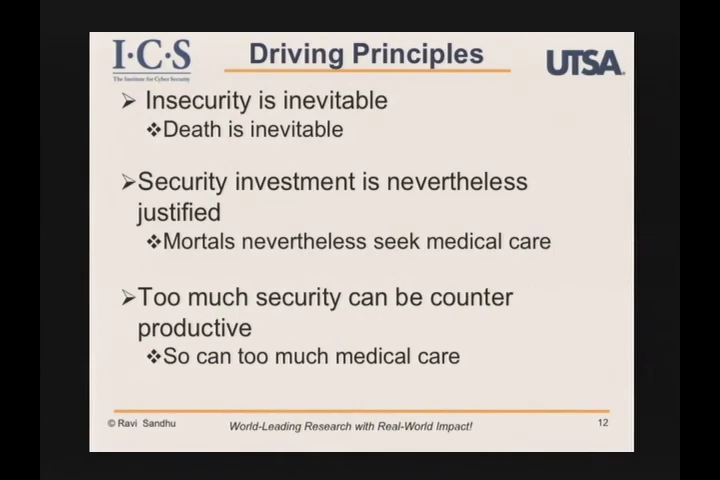 I·C·S
The Institute for Cyber Security
Driving Principles
UTSA
Insecurity is inevitable
Death is inevitable
Security investment is nevertheless
justified
Mortals nevertheless seek medical care
Too much security can be counter
productive
So can too much medical care
© Ravi Sandhu
World-Leading Research with Real-World Impact!
12